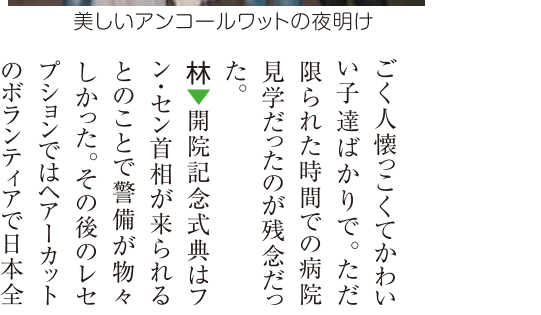 美しいアンコールワットの夜明け
ごく人懐っこくてかわい
い子達ばかりで。ただ
限られた時間での病院
見学だったのが残念だっ
た。
林▼開院記念式典はフ
ン・セン首相が来られる
とのことで警備が物々
しかった。その後のレセ
プションではヘアーカット
のボランティアで日本全